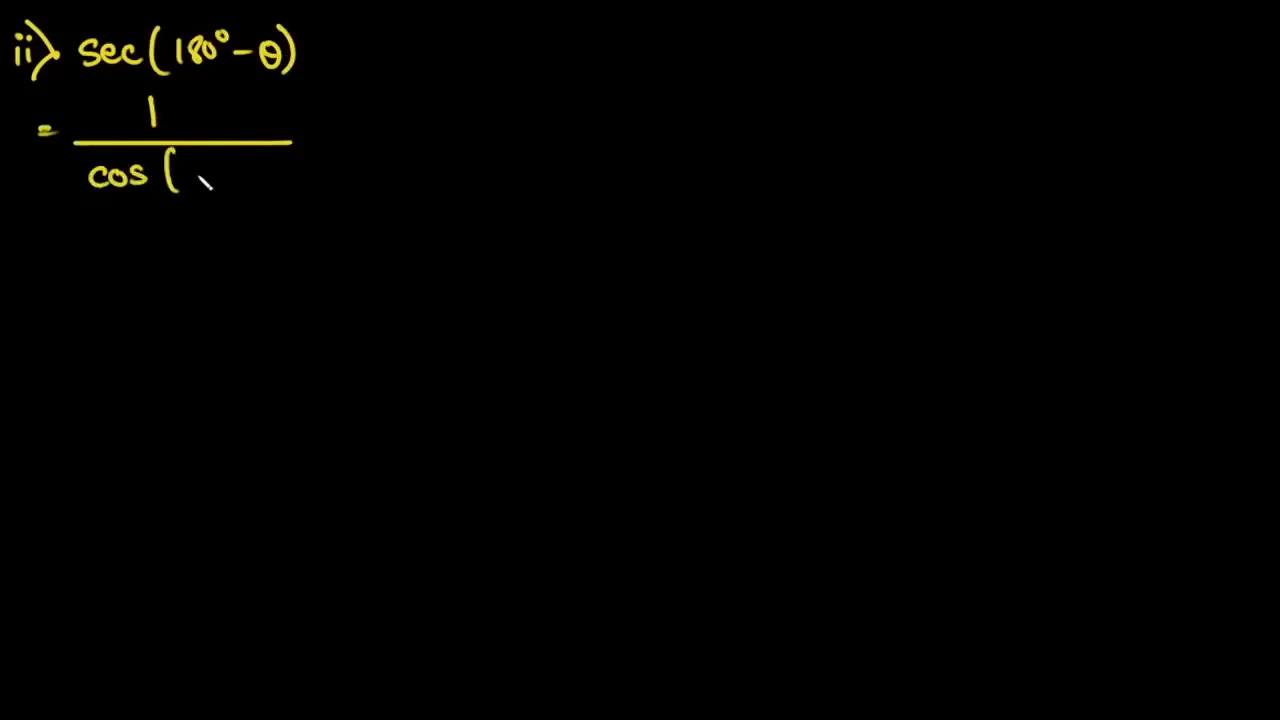 ii). sec(180° - θ)
= 1
cos (